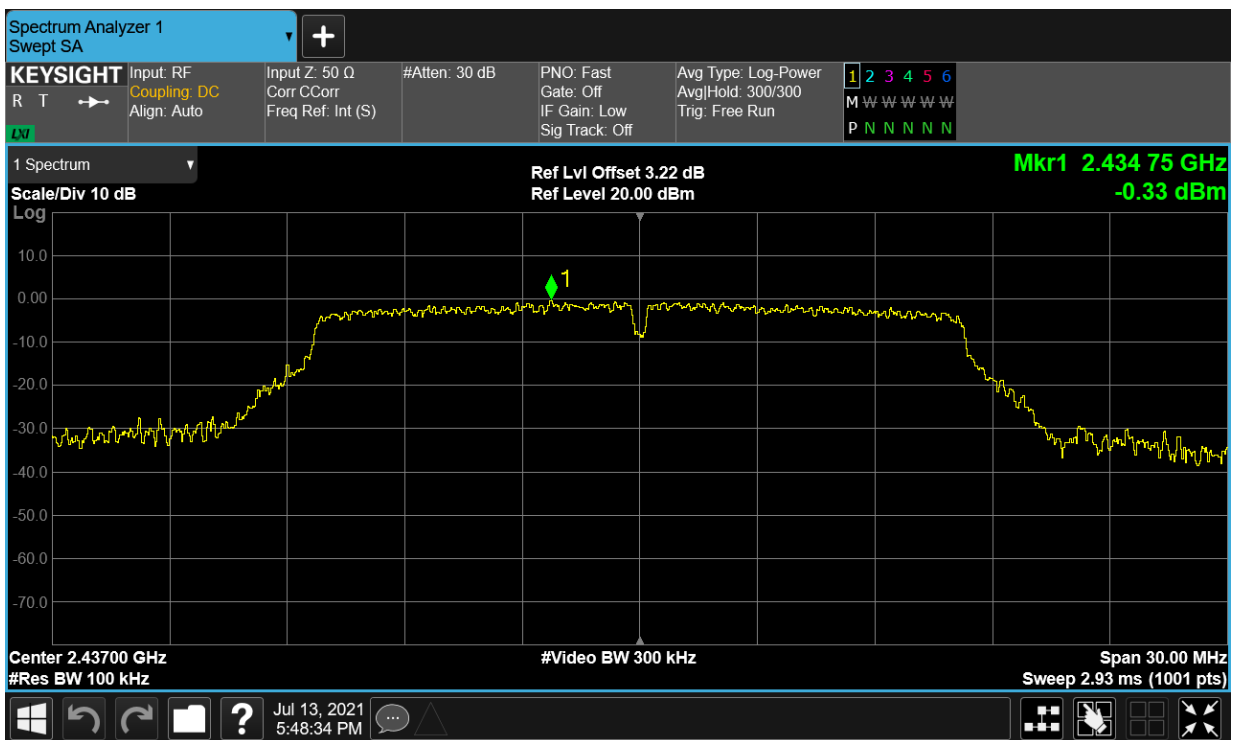 Spectrum Analyzer 1
Swept SA
KEYSIGHT
R T
LXI
Input: RF
Coupling: DC
Align: Auto
Input Z: 50 Ω
Corr CCorr
Freq Ref: Int (S)
#Atten: 30 dB
PNO: Fast
Gate: Off
IF Gain: Low
Sig Track: Off
Avg Type: Log-Power
Avg|Hold: 300/300
Trig: Free Run
1 2 3 4 5 6
M W W W W W
P N N N N N
1 Spectrum
Scale/Div 10 dB
Log
Ref Lvl Offset 3.22 dB
Ref Level 20.00 dBm
Mkr1 2.434 75 GHz
-0.33 dBm
10.0
0.00
-10.0
-20.0
-30.0
-40.0
-50.0
-60.0
-70.0
1
Center 2.43700 GHz
#Res BW 100 kHz
#Video BW 300 kHz
Span 30.00 MHz
Sweep 2.93 ms (1001 pts)
?
Jul 13, 2021
5:48:34 PM